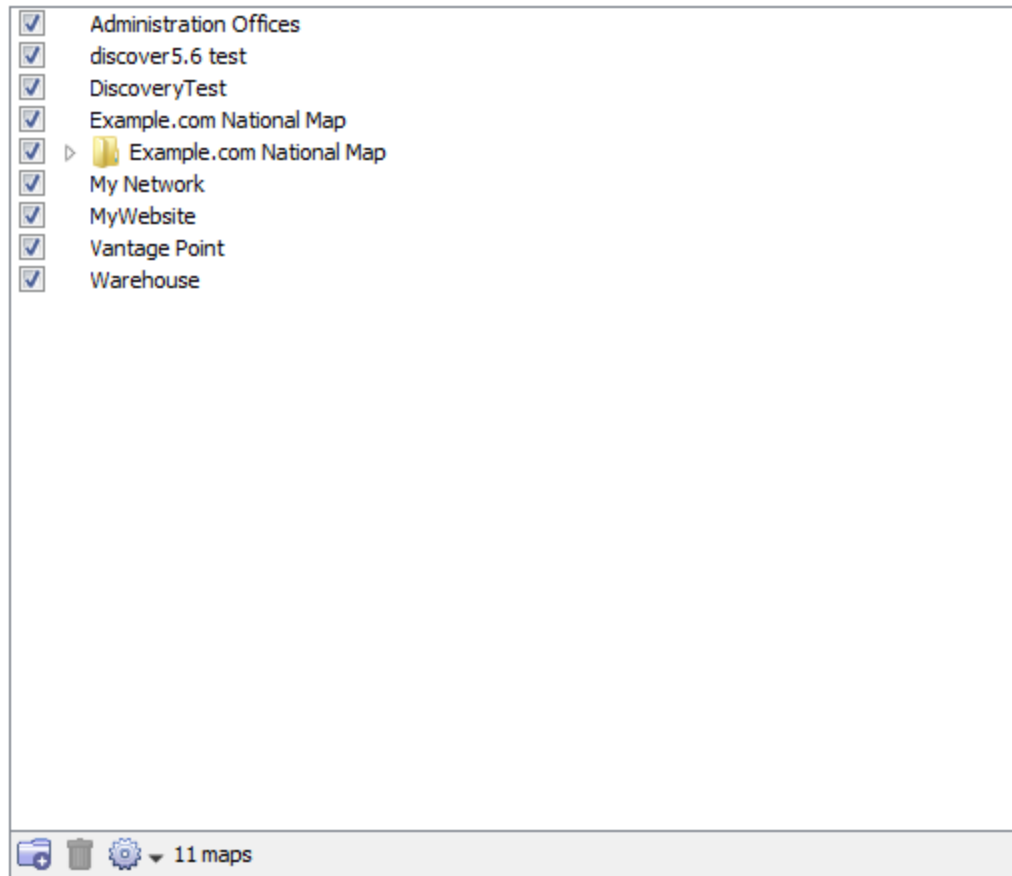 Administration Offices
discover5.6 test
DiscoveryTest
Example.com National Map
Example.com National Map
My Network
MyWebsite
Vantage Point
Warehouse
11 maps